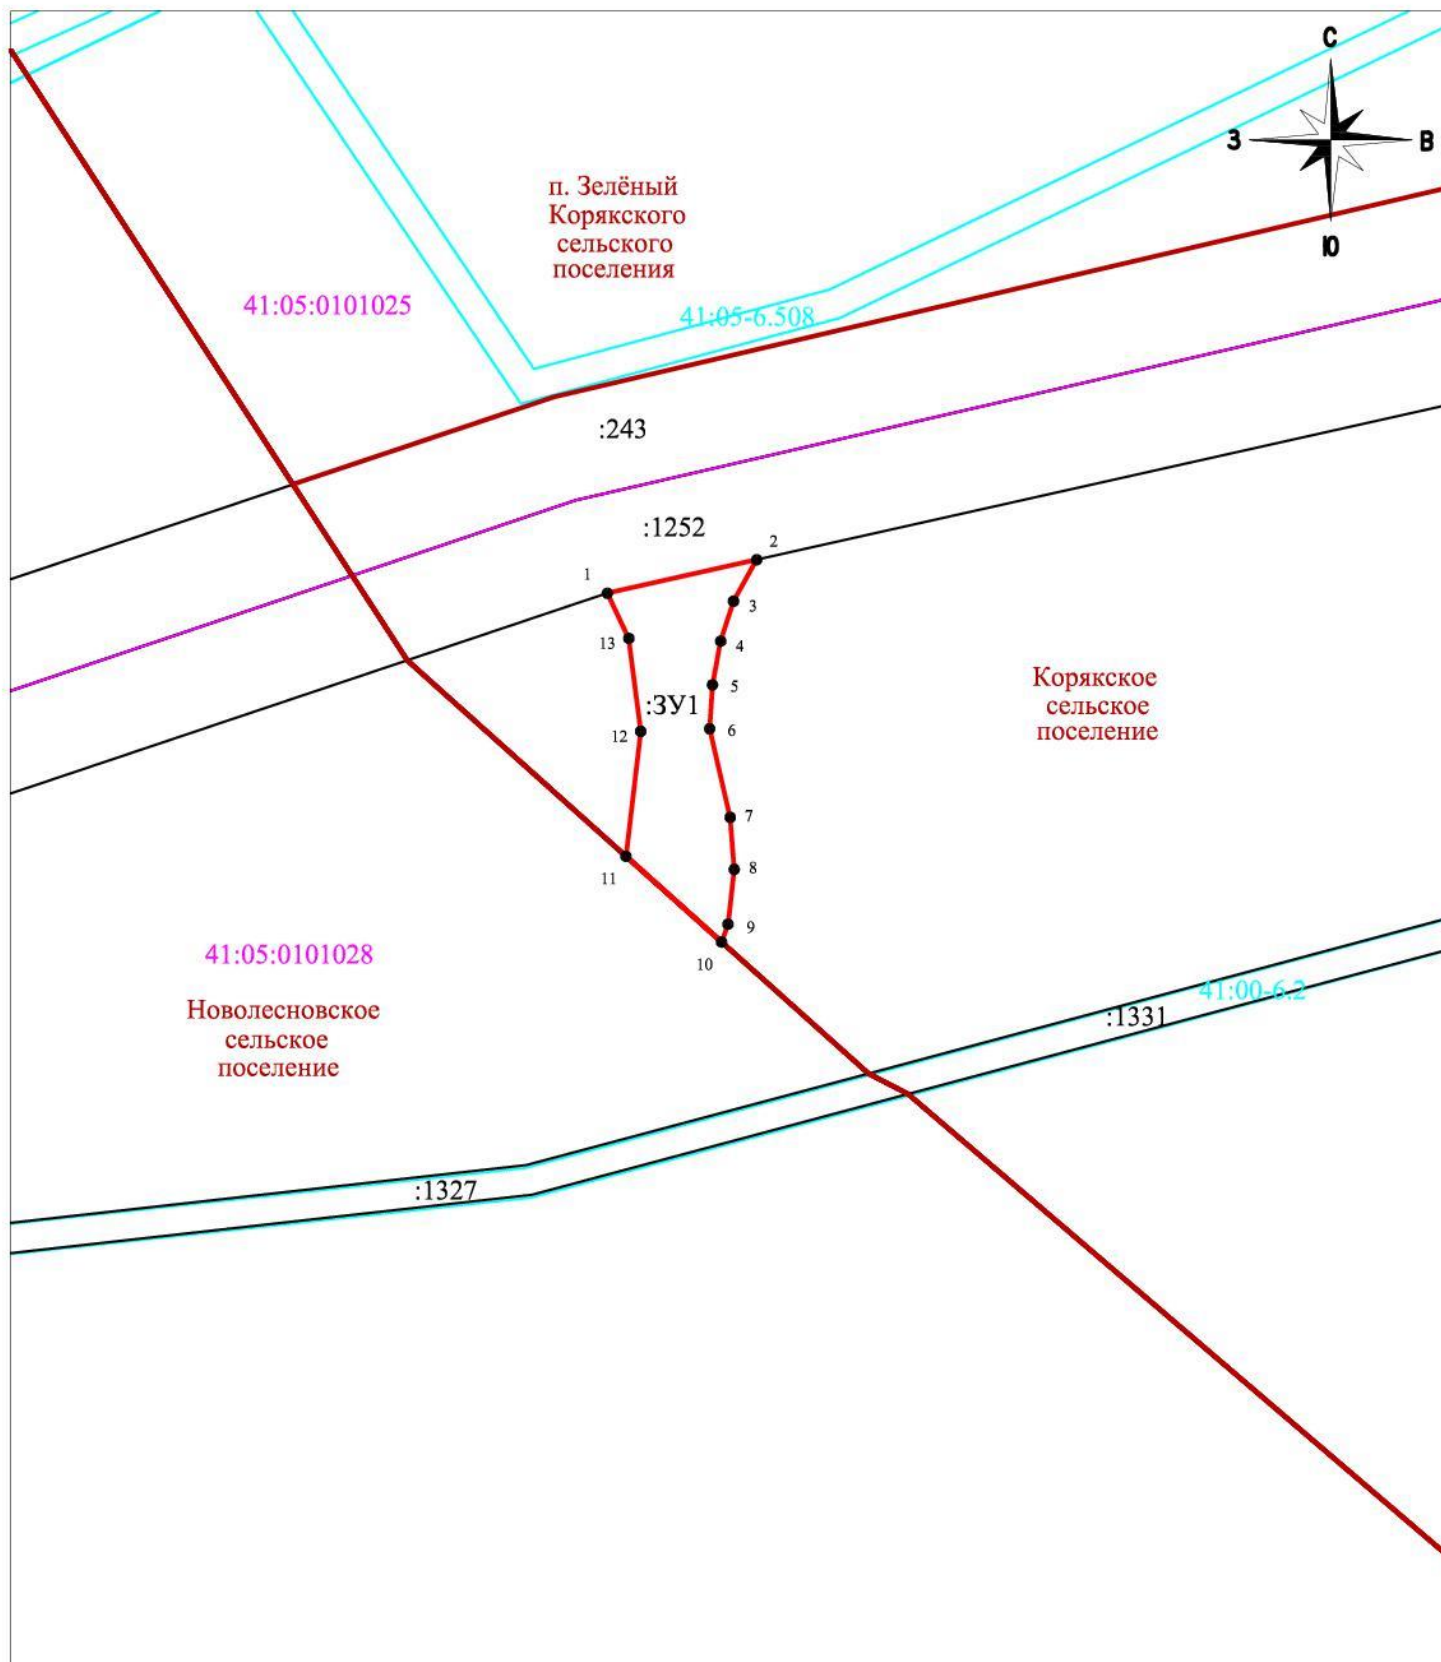 С
З
В
Ю
п. Зелёный
Корякского
сельского
поселения
41:05:0101025
41:05-6.508
:243
:1252
2
1
3
13
4
5
:ЗУ1
6
12
Корякское
сельское
поселение
7
8
11
9
10
41:05:0101028
41:00-6.2
Новолесновское
сельское
поселение
:1331
:1327